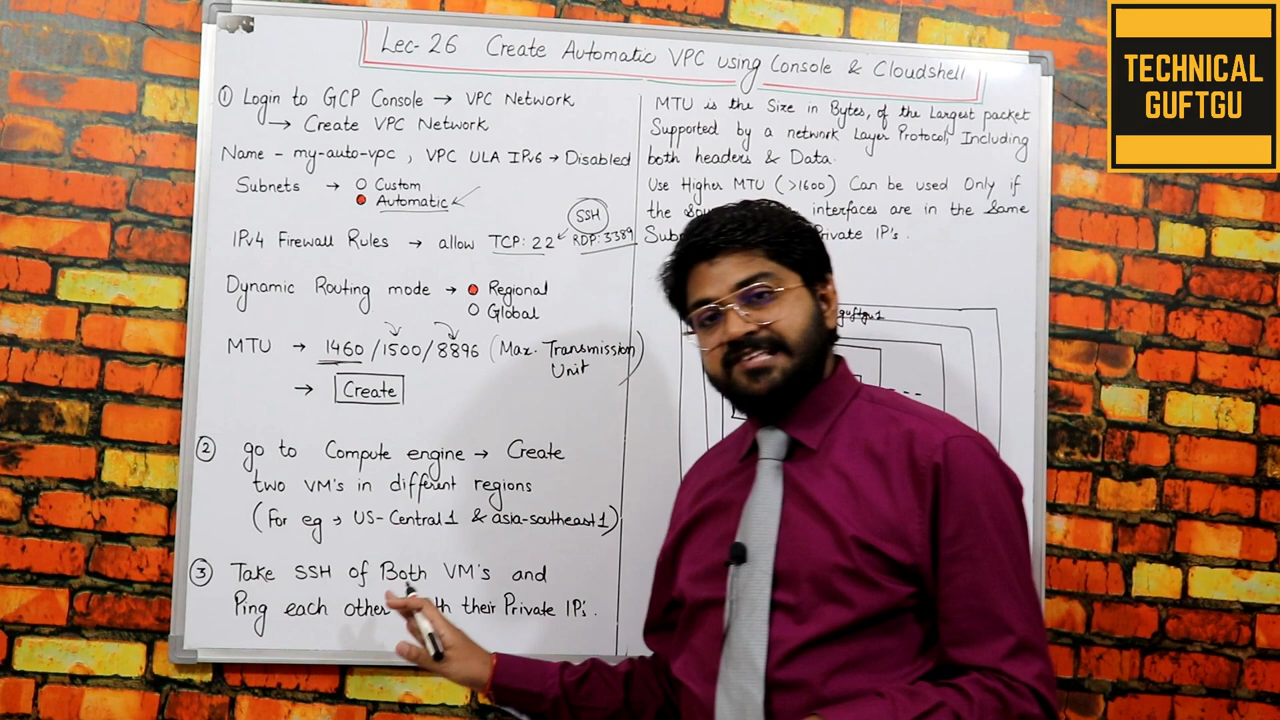 Lec-26 Create Automatic VPC using Console & Cloudshell
① Login to GCP Console → VPC Network
→ Create VPC Network
Name - my-auto-vpc , VPC ULA IPv6 → Disabled
Subnets → ○ Custom
Automatic
SSH
IPv4 Firewall Rules → allow TCP: 22 RDP: 3389
Dynamic Routing mode → Regional
○ Global
MTU → 1460 / 1500 / 8896 (Max. Transmission
Unit)
→ Create
② go to Compute engine → Create
two VM's in different regions
(For eg → US-Central1 & asia-southeast1)
③ Take SSH of Both VM's and
Ping each other their Private IP's.
MTU is the Size in Bytes, of the Largest packet
Supported by a network Layer Protocol, Including
both headers & Data.
Use Higher MTU (>1600) Can be used Only if
the interfaces are in the Same
Private IP's.
guftgu1
TECHNICAL
GUFTGU